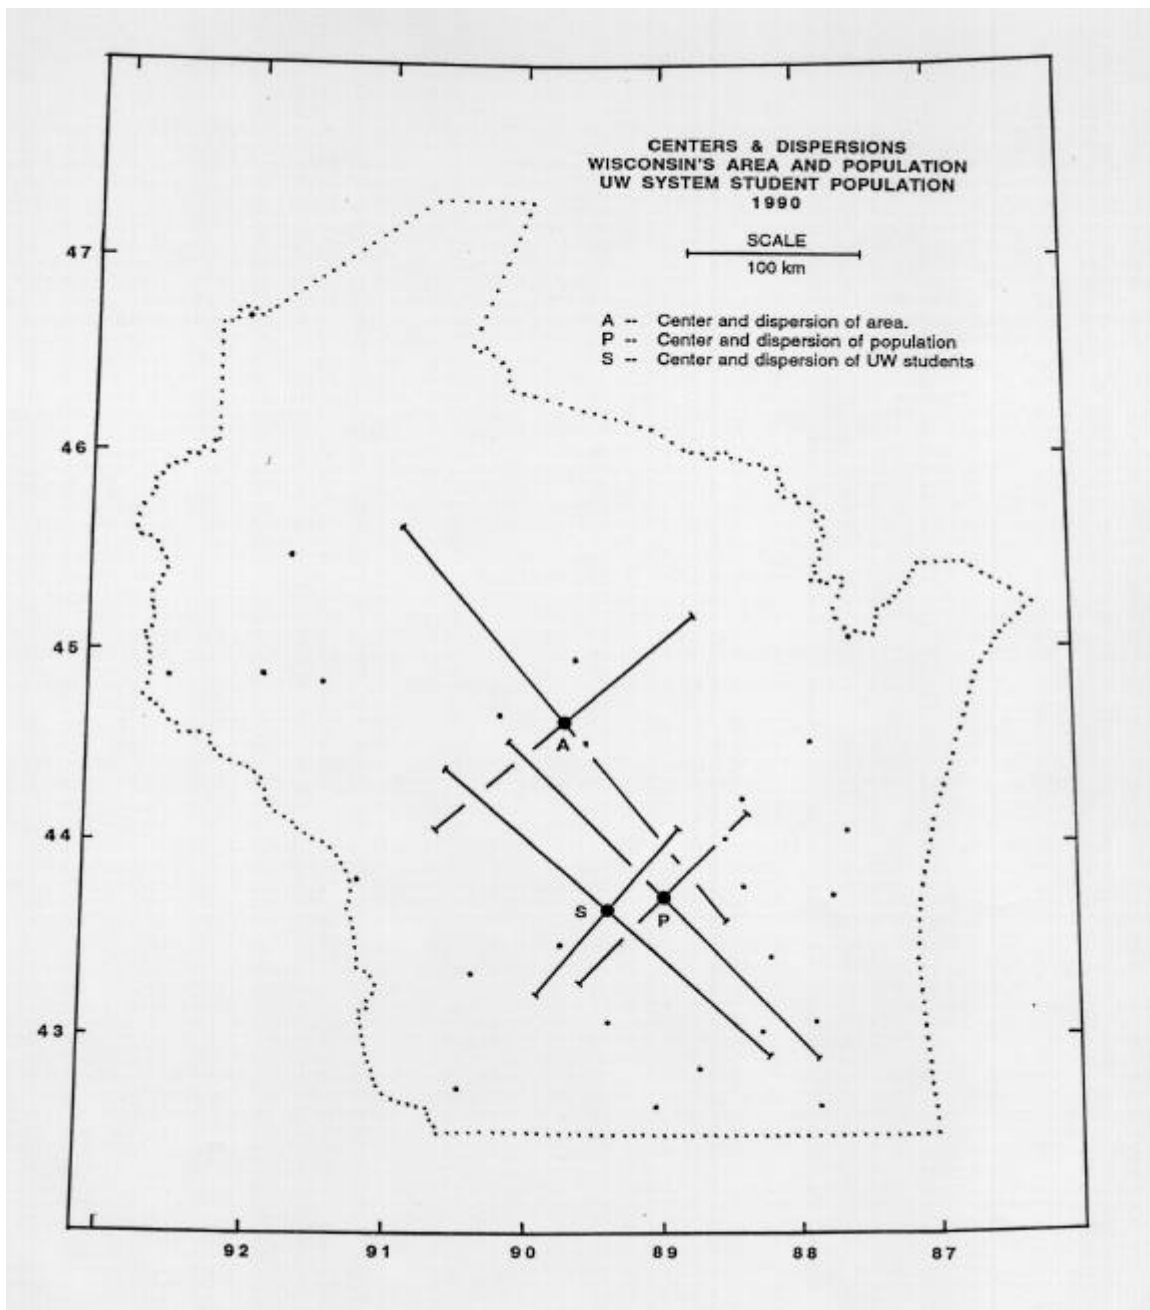 CENTERS & DISPERSIONS
WISCONSIN'S AREA AND POPULATION
UW SYSTEM STUDENT POPULATION
1990
SCALE
100 km
A -- Center and dispersion of area.
P -- Center and dispersion of population
S -- Center and dispersion of UW students
47
46
45
A
44
S
P
43
92 91 90 89 88 87